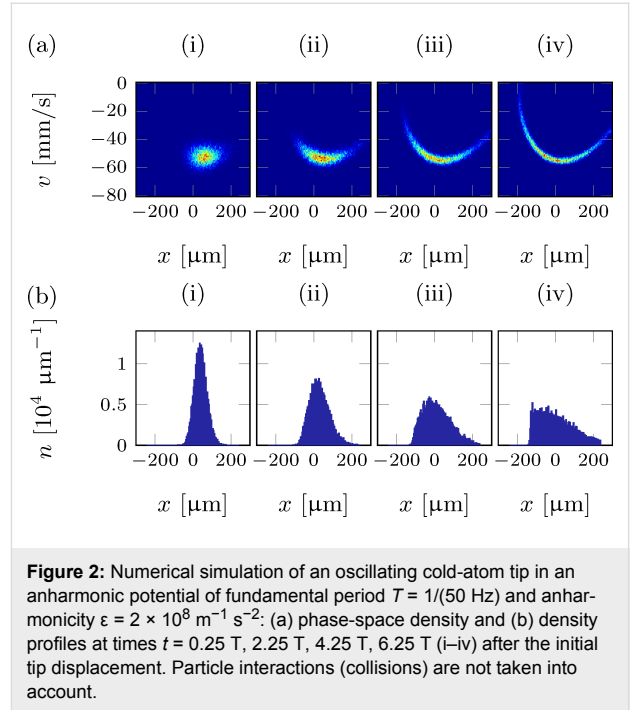 (a) (i) (ii) (iii) (iv)
v [mm/s]
0
−20
−40
−60
−80
−200 0 200 −200 0 200 −200 0 200 −200 0 200
x [μm] x [μm] x [μm] x [μm]
(b) (i) (ii) (iii) (iv)
n [10⁴ μm⁻¹]
1
0.5
0
−200 0 200 −200 0 200 −200 0 200 −200 0 200
x [μm] x [μm] x [μm] x [μm]
Figure 2: Numerical simulation of an oscillating cold-atom tip in an
anharmonic potential of fundamental period T = 1/(50 Hz) and anhar-
monicity ε = 2 × 10⁸ m⁻¹ s⁻²: (a) phase-space density and (b) density
profiles at times t = 0.25 T, 2.25 T, 4.25 T, 6.25 T (i–iv) after the initial
tip displacement. Particle interactions (collisions) are not taken into
account.